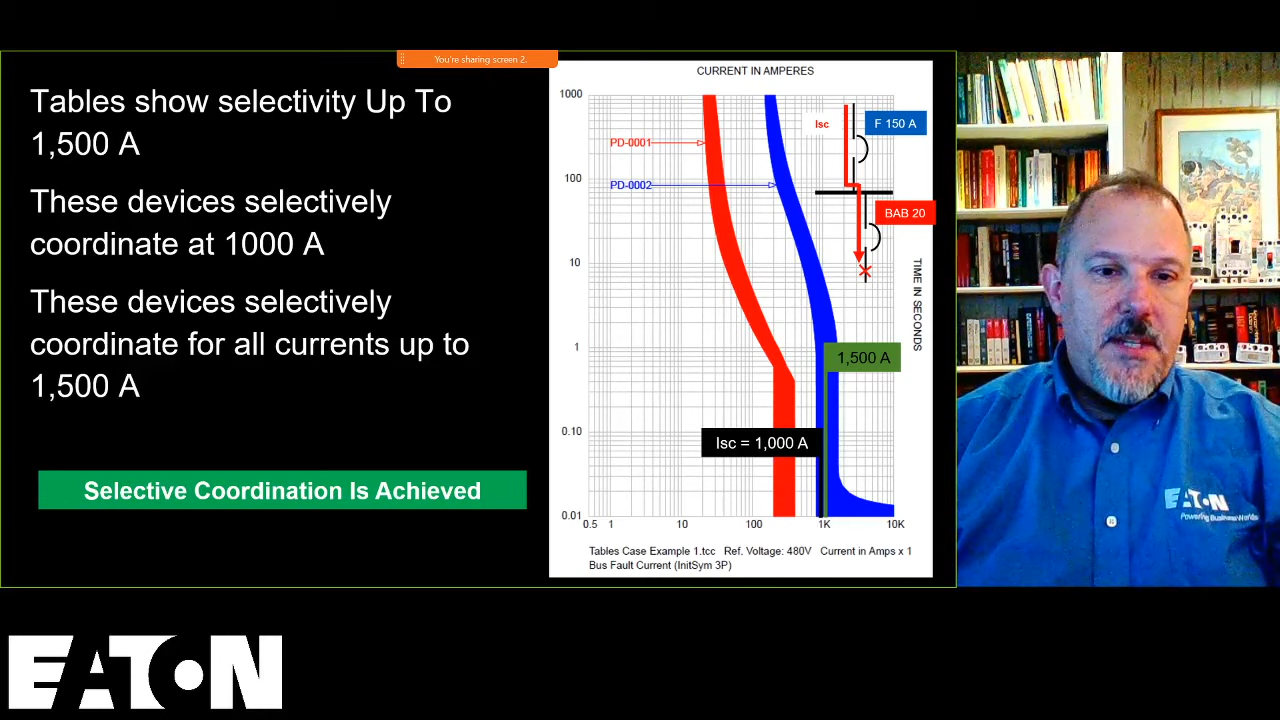 You're sharing screen 2.
Tables show selectivity Up To
1,500 A
These devices selectively
coordinate at 1000 A
These devices selectively
coordinate for all currents up to
1,500 A
Selective Coordination Is Achieved
CURRENT IN AMPERES
1000
100
10
1
0.10
0.01
0.5 1 10 100 1K 10K
PD-0001
PD-0002
Isc
F 150 A
BAB 20
TIME IN SECONDS
1,500 A
Isc = 1,000 A
Tables Case Example 1.tcc Ref. Voltage: 480V Current in Amps x 1
Bus Fault Current (InitSym 3P)
EATON
Powering Business Worldwide
EATON